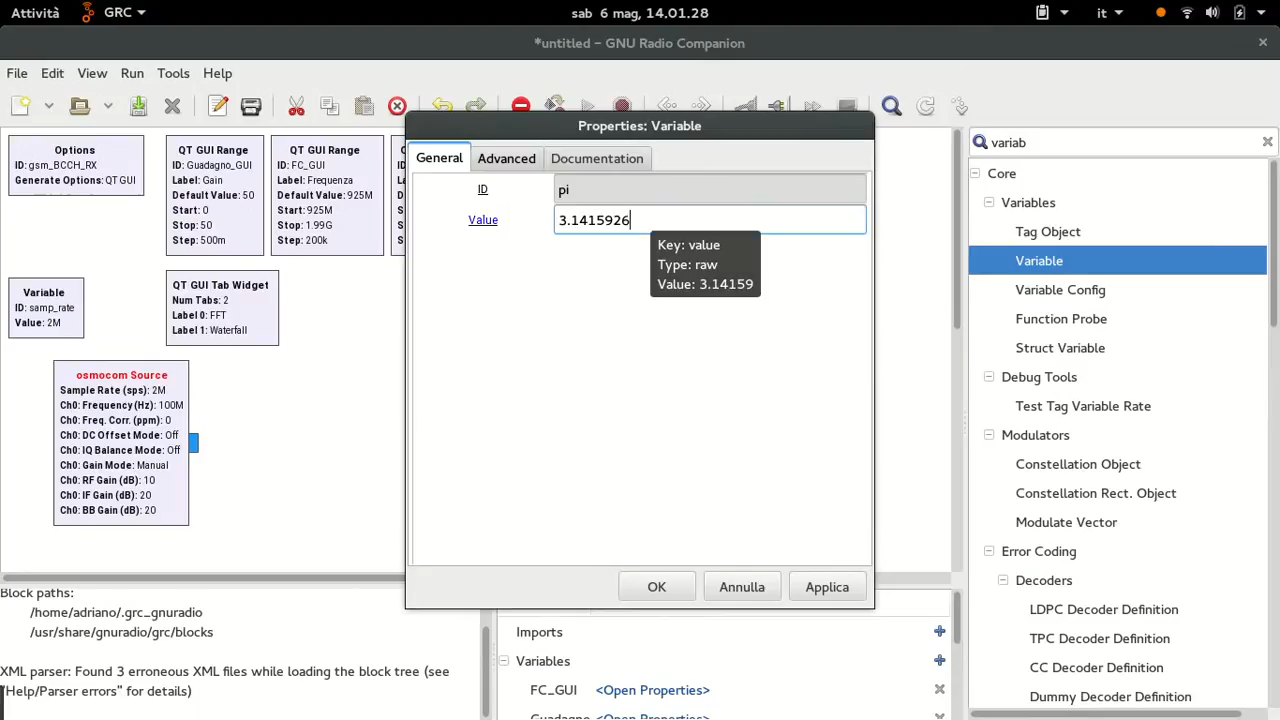 Attività GRC sab 6 mag, 14.01.28 it
*untitled – GNU Radio Companion
File Edit View Run Tools Help
Options
ID: gsm_BCCH_RX
Generate Options: QT GUI
QT GUI Range
ID: Guadagno_GUI
Label: Gain
Default Value: 50
Start: 0
Stop: 50
Step: 500m
QT GUI Range
ID: FC_GUI
Label: Frequenza
Default Value: 925M
Start: 925M
Stop: 1.99G
Step: 200k
Variable
ID: samp_rate
Value: 2M
QT GUI Tab Widget
Num Tabs: 2
Label 0: FFT
Label 1: Waterfall
osmocom Source
Sample Rate (sps): 2M
Ch0: Frequency (Hz): 100M
Ch0: Freq. Corr. (ppm): 0
Ch0: DC Offset Mode: Off
Ch0: IQ Balance Mode: Off
Ch0: Gain Mode: Manual
Ch0: RF Gain (dB): 10
Ch0: IF Gain (dB): 20
Ch0: BB Gain (dB): 20
Properties: Variable
General Advanced Documentation
ID pi
Value 3.1415926
Key: value
Type: raw
Value: 3.14159
OK Annulla Applica
variab
Core
Variables
Tag Object
Variable
Variable Config
Function Probe
Struct Variable
Debug Tools
Test Tag Variable Rate
Modulators
Constellation Object
Constellation Rect. Object
Modulate Vector
Error Coding
Decoders
LDPC Decoder Definition
TPC Decoder Definition
CC Decoder Definition
Dummy Decoder Definition
Block paths:
/home/adriano/.grc_gnuradio
/usr/share/gnuradio/grc/blocks
XML parser: Found 3 erroneous XML files while loading the block tree (see
"Help/Parser errors" for details)
Imports
Variables
FC_GUI <Open Properties>
Guadagno <Open Properties>